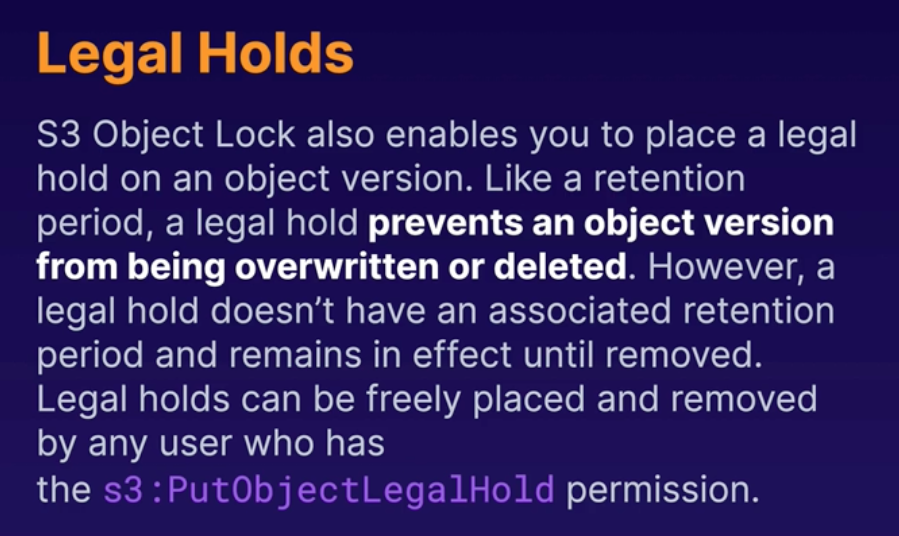 Legal Holds
S3 Object Lock also enables you to place a legal
hold on an object version. Like a retention
period, a legal hold prevents an object version
from being overwritten or deleted. However, a
legal hold doesn’t have an associated retention
period and remains in effect until removed.
Legal holds can be freely placed and removed
by any user who has
the s3:PutObjectLegalHold permission.